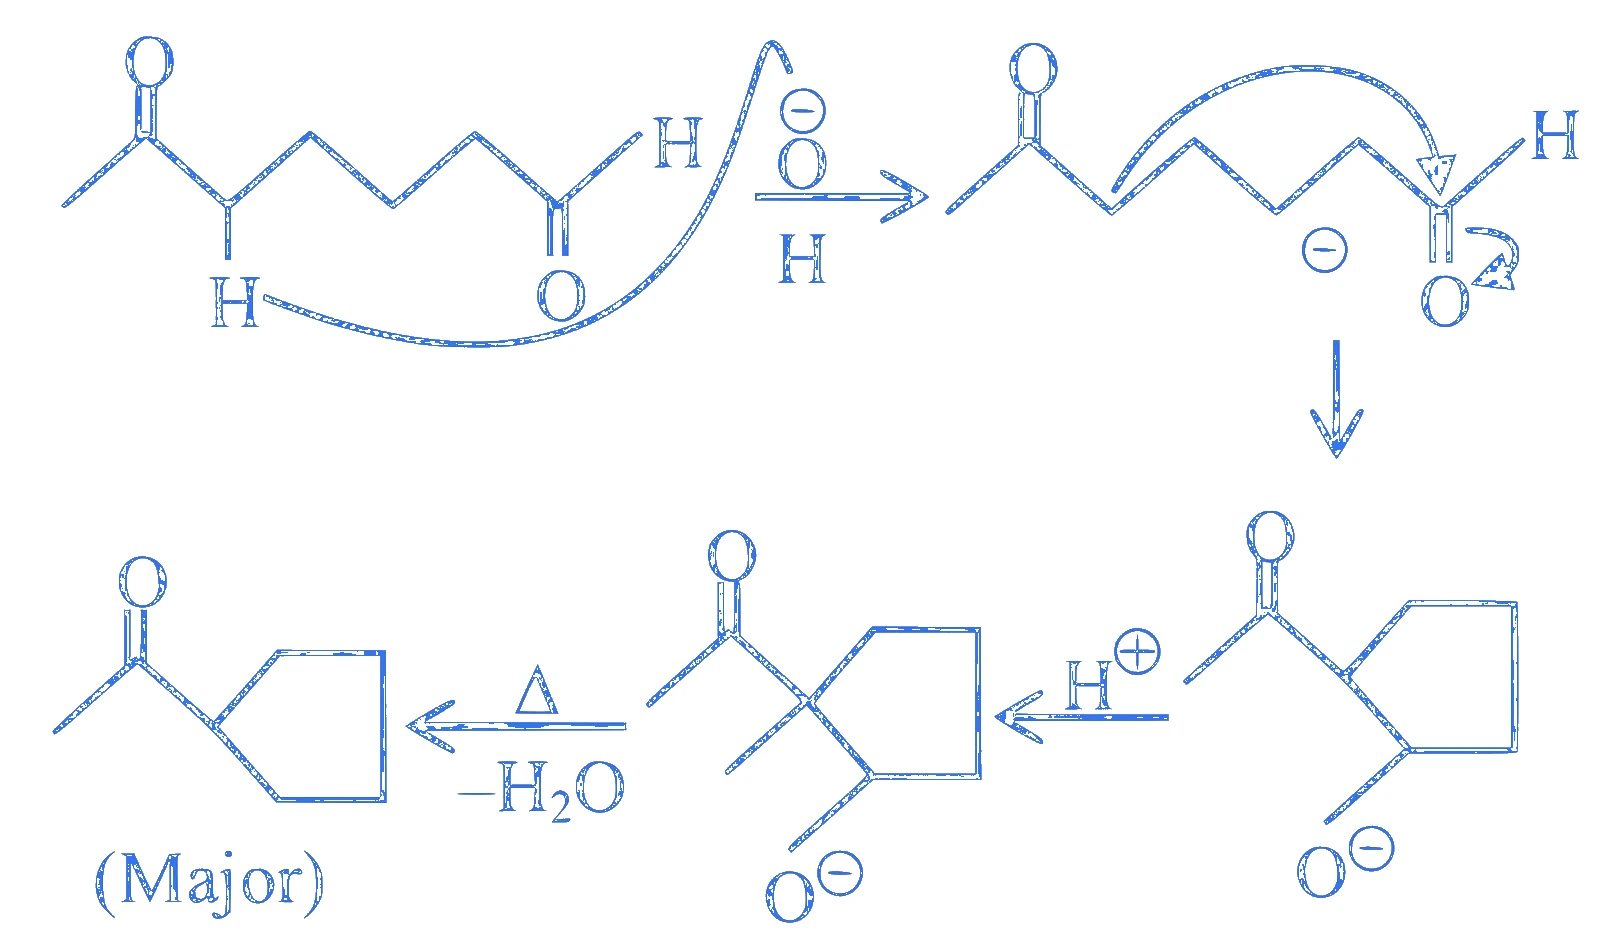 O O
H ⊖ H
O
H
H O ⊖ O
O O O
H⊕
Δ
−H₂O
O⊖ O⊖
(Major)